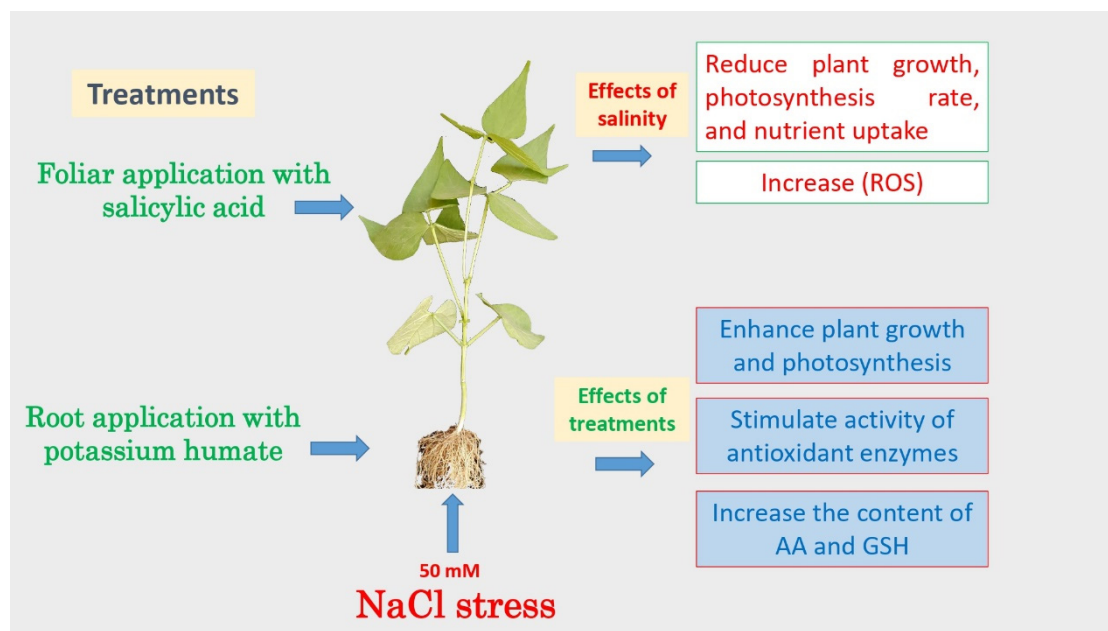 Treatments
Foliar application with
salicylic acid
Root application with
potassium humate
50 mM
NaCl stress
Effects of
salinity
Reduce plant growth,
photosynthesis rate,
and nutrient uptake
Increase (ROS)
Effects of
treatments
Enhance plant growth
and photosynthesis
Stimulate activity of
antioxidant enzymes
Increase the content of
AA and GSH